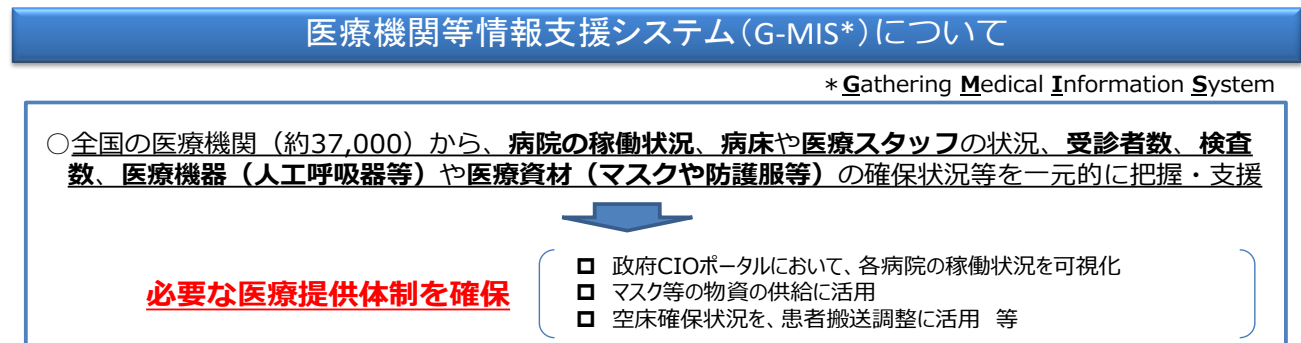 医療機関等情報支援システム（G-MIS*）について
＊Gathering Medical Information System
○全国の医療機関（約37,000）から、病院の稼働状況、病床や医療スタッフの状況、受診者数、検査
数、医療機器（人工呼吸器等）や医療資材（マスクや防護服等）の確保状況等を一元的に把握・支援
必要な医療提供体制を確保
政府CIOポータルにおいて、各病院の稼働状況を可視化
マスク等の物資の供給に活用
空床確保状況を、患者搬送調整に活用　等